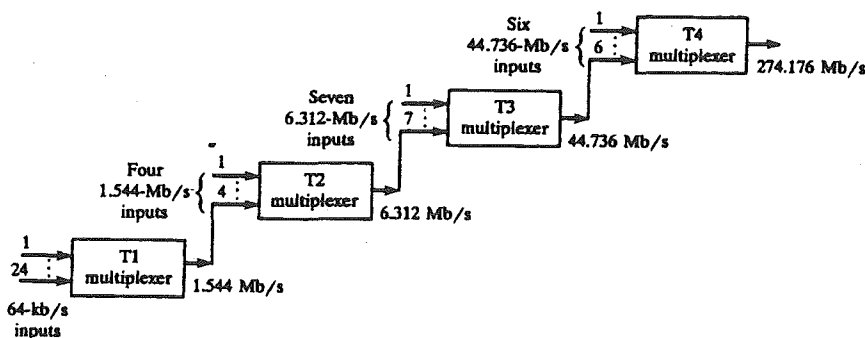 Six
44.736-Mb/s
inputs
1
6
T4
multiplexer
274.176 Mb/s
Seven
6.312-Mb/s
inputs
1
7
T3
multiplexer
44.736 Mb/s
Four
1.544-Mb/s
inputs
1
4
T2
multiplexer
6.312 Mb/s
1
24
64-kb/s
inputs
T1
multiplexer
1.544 Mb/s